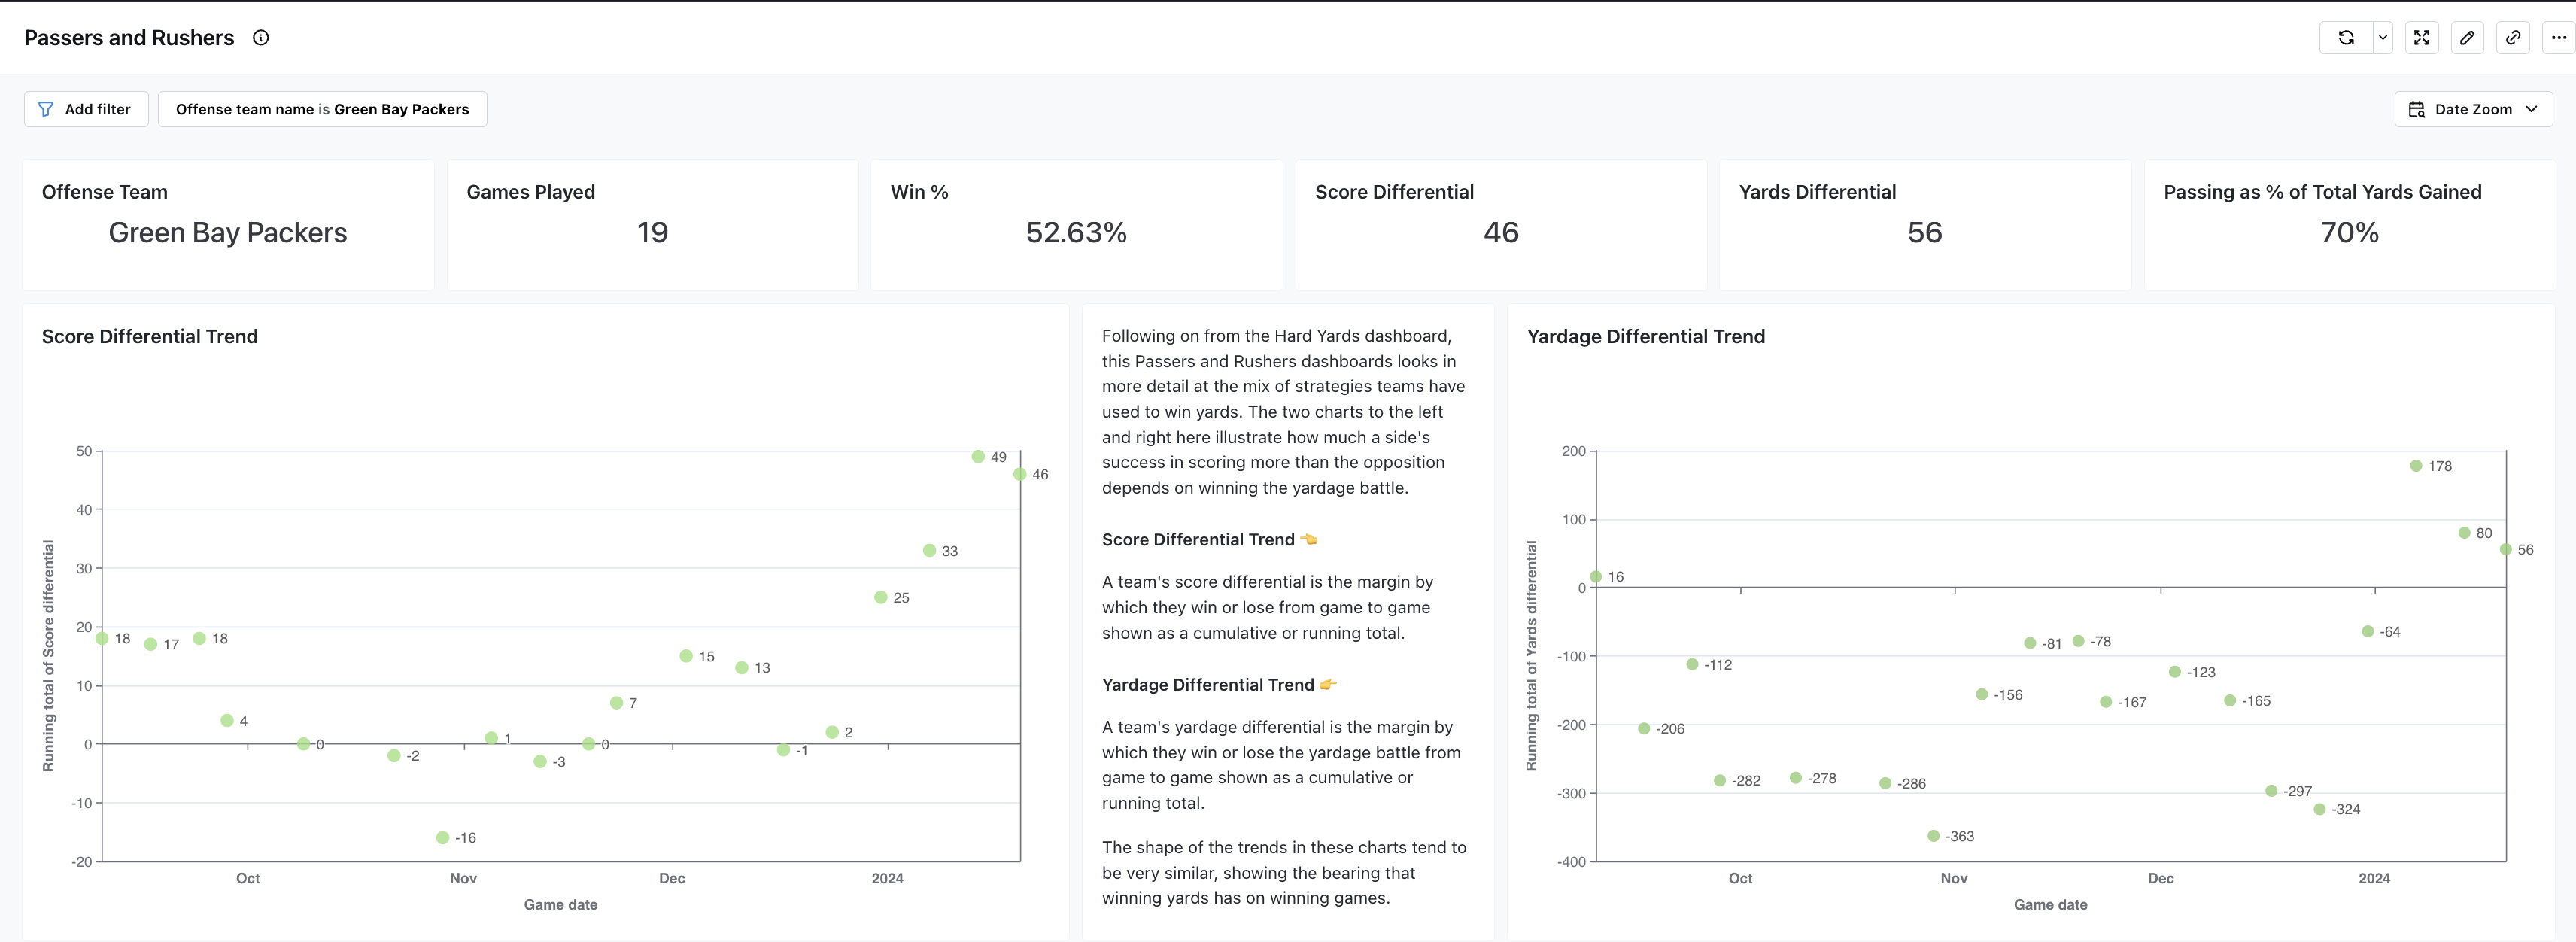 Passers and Rushers
Add filter
Offense team name is Green Bay Packers
Date Zoom
Offense Team
Green Bay Packers
Games Played
19
Win %
52.63%
Score Differential
46
Yards Differential
56
Passing as % of Total Yards Gained
70%
Score Differential Trend
Running total of Score differential
50
40
30
20
10
0
-10
-20
18
17
18
4
0
-2
-16
1
-3
0
7
15
13
-1
2
25
33
49
46
Oct
Nov
Dec
2024
Game date
Following on from the Hard Yards dashboard,
this Passers and Rushers dashboards looks in
more detail at the mix of strategies teams have
used to win yards. The two charts to the left
and right here illustrate how much a side's
success in scoring more than the opposition
depends on winning the yardage battle.
Score Differential Trend 👈
A team's score differential is the margin by
which they win or lose from game to game
shown as a cumulative or running total.
Yardage Differential Trend 👉
A team's yardage differential is the margin by
which they win or lose the yardage battle from
game to game shown as a cumulative or
running total.
The shape of the trends in these charts tend to
be very similar, showing the bearing that
winning yards has on winning games.
Yardage Differential Trend
Running total of Yards differential
200
100
0
-100
-200
-300
-400
16
-206
-112
-282
-278
-286
-363
-156
-81
-78
-167
-123
-165
-297
-324
-64
178
80
56
Oct
Nov
Dec
2024
Game date